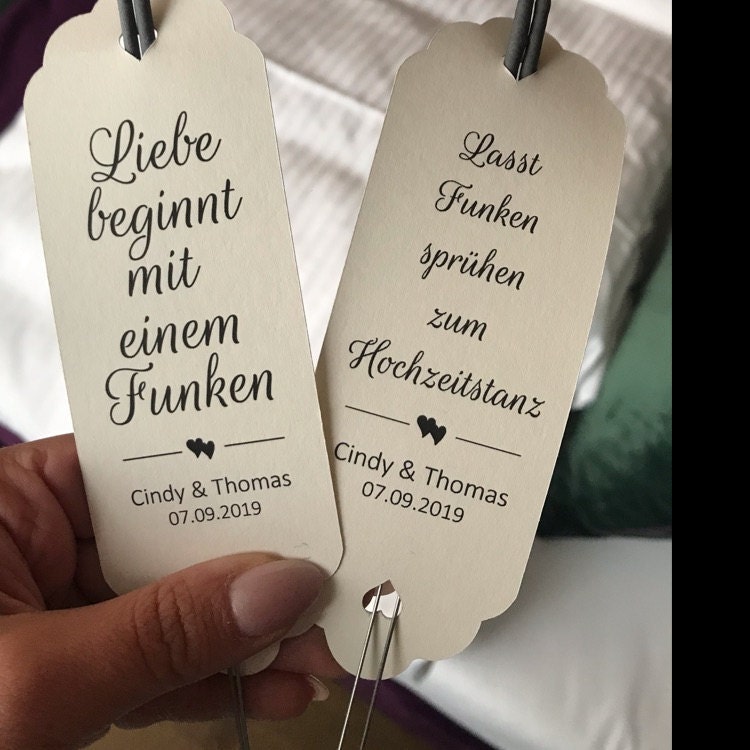 Liebe
beginnt
mit
einem
Funken
Cindy & Thomas
07.09.2019
Lasst
Funken
sprühen
zum
Hochzeitstanz
Cindy & Thomas
07.09.2019